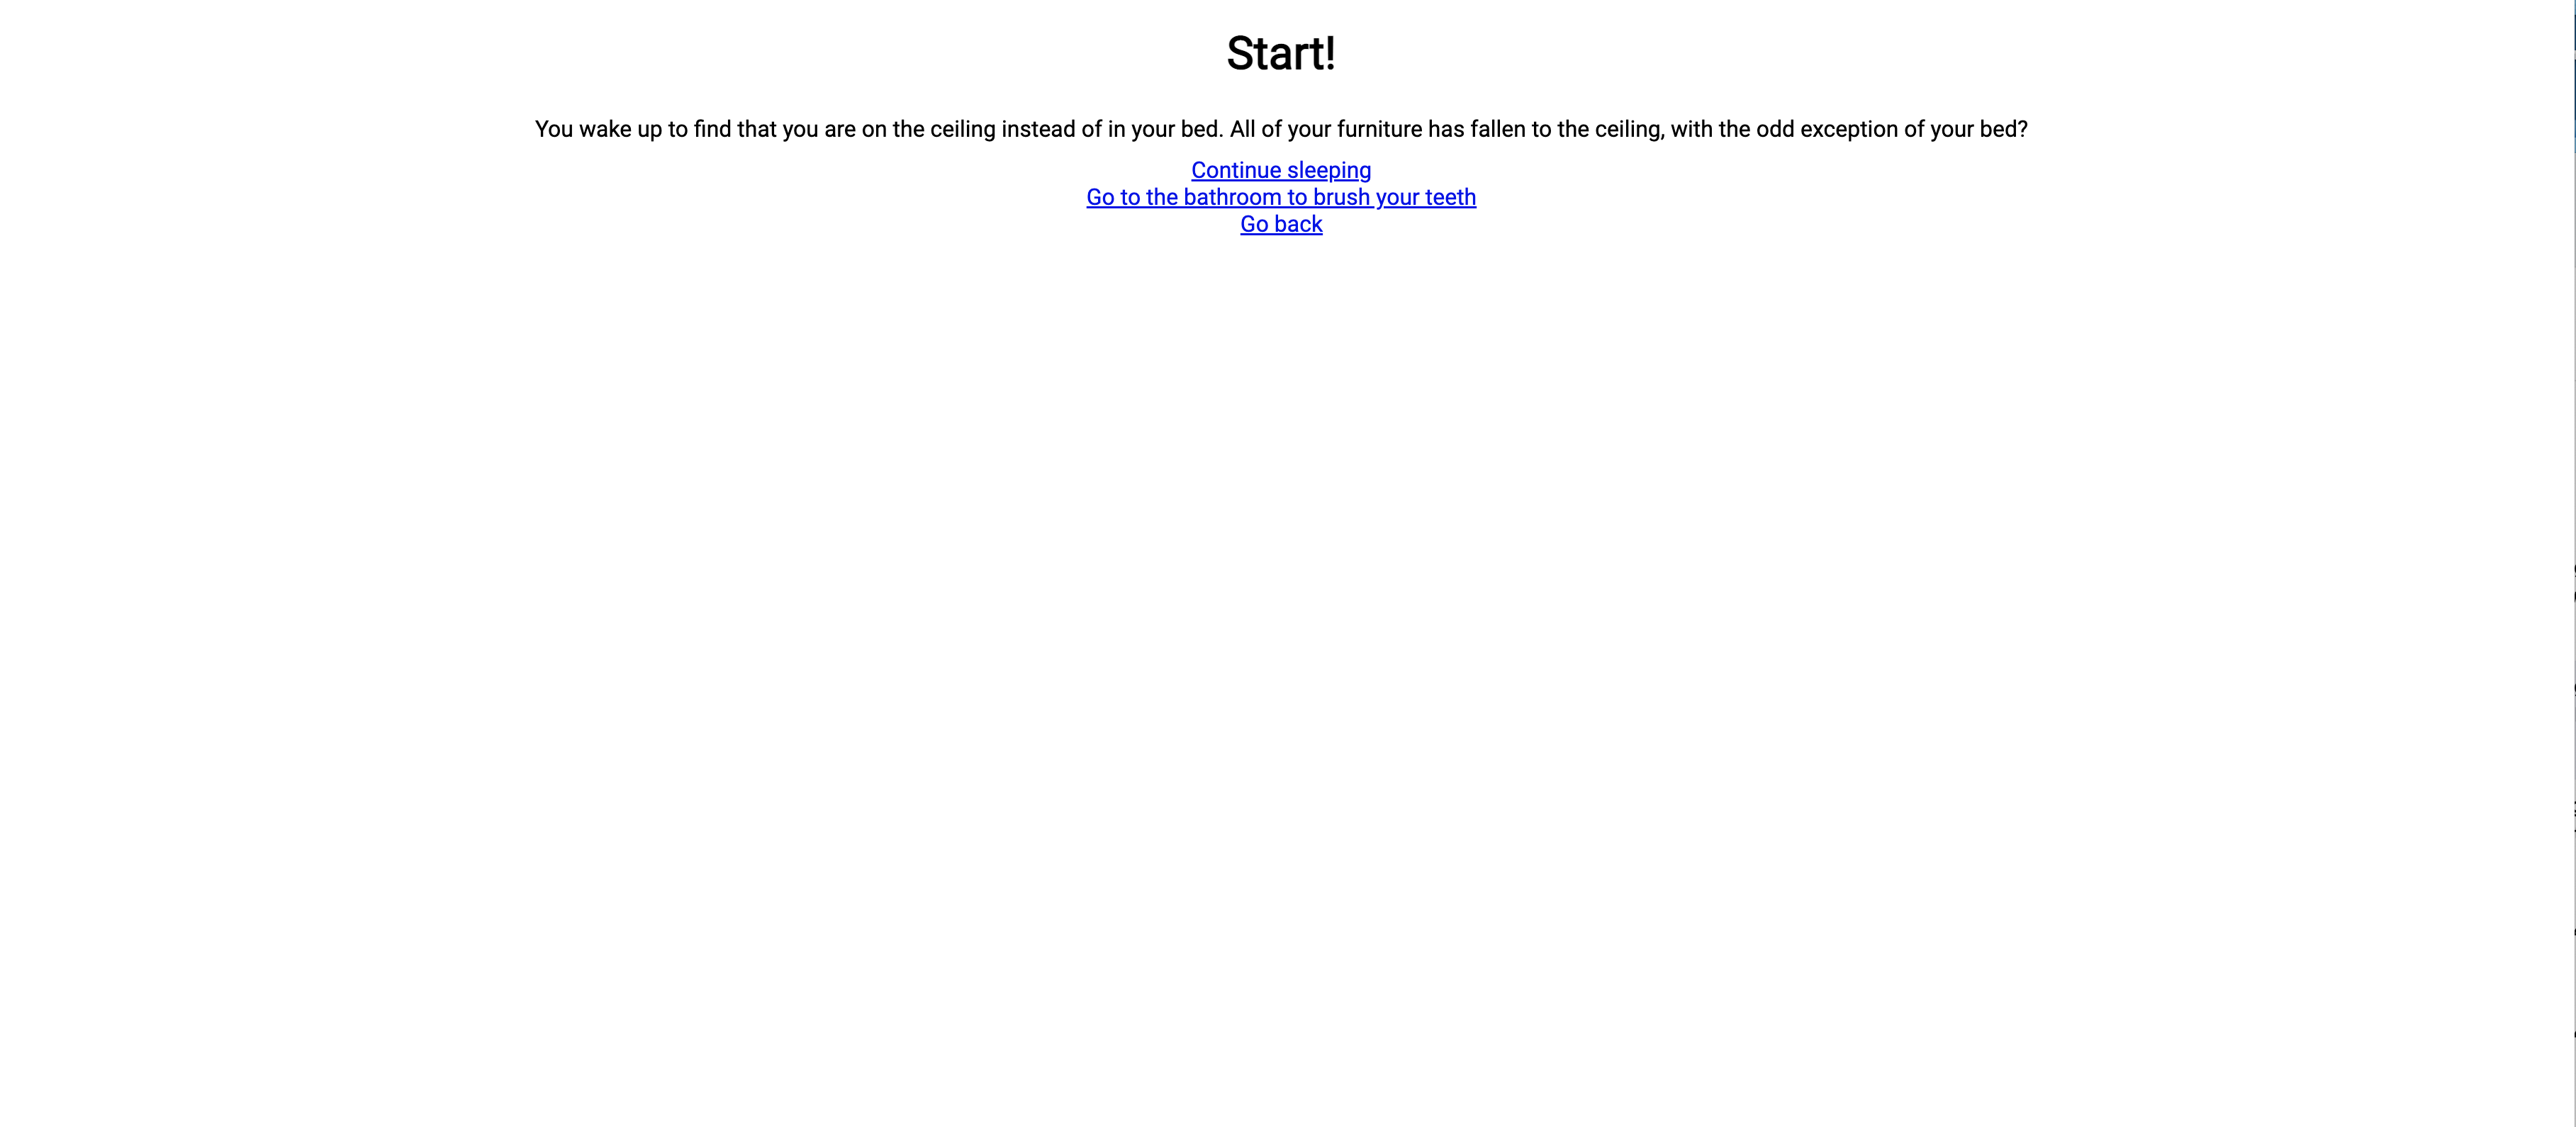 Start!
You wake up to find that you are on the ceiling instead of in your bed. All of your furniture has fallen to the ceiling, with the odd exception of your bed?
Continue sleeping
Go to the bathroom to brush your teeth
Go back